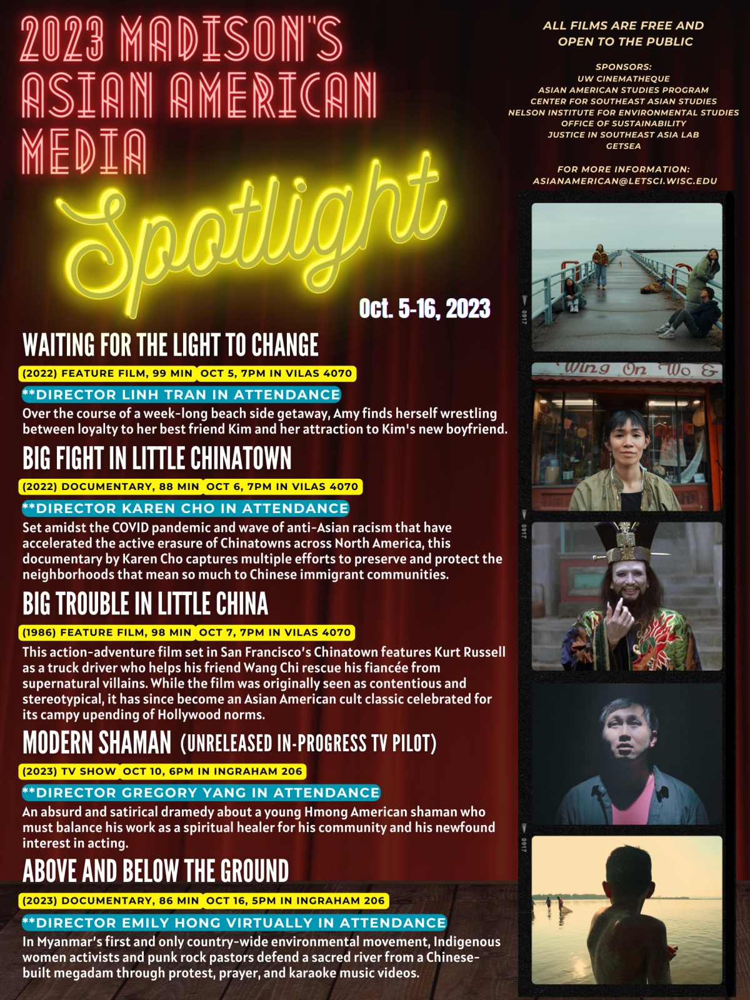 2023 MADISON"S
ASIAN AMERICAN
MEDIA
Spotlight
Oct. 5-16, 2023
WAITING FOR THE LIGHT TO CHANGE
(2022) FEATURE FILM, 99 MIN OCT 5, 7PM IN VILAS 4070
**DIRECTOR LINH TRAN IN ATTENDANCE
Over the course of a week-long beach side getaway, Amy finds herself wrestling
between loyalty to her best friend Kim and her attraction to Kim's new boyfriend.
BIG FIGHT IN LITTLE CHINATOWN
(2022) DOCUMENTARY, 88 MIN OCT 6, 7PM IN VILAS 4070
**DIRECTOR KAREN CHO IN ATTENDANCE
Set amidst the COVID pandemic and wave of anti-Asian racism that have
accelerated the active erasure of Chinatowns across North America, this
documentary by Karen Cho captures multiple efforts to preserve and protect the
neighborhoods that mean so much to Chinese immigrant communities.
BIG TROUBLE IN LITTLE CHINA
(1986) FEATURE FILM, 98 MIN OCT 7, 7PM IN VILAS 4070
This action-adventure film set in San Francisco's Chinatown features Kurt Russell
as a truck driver who helps his friend Wang Chi rescue his fiancée from
supernatural villains. While the film was originally seen as contentious and
stereotypical, it has since become an Asian American cult classic celebrated for
its campy upending of Hollywood norms.
MODERN SHAMAN (UNRELEASED IN-PROGRESS TV PILOT)
(2023) TV SHOW OCT 10, 6PM IN INGRAHAM 206
**DIRECTOR GREGORY YANG IN ATTENDANCE
An absurd and satirical dramedy about a young Hmong American shaman who
must balance his work as a spiritual healer for his community and his newfound
interest in acting.
ABOVE AND BELOW THE GROUND
(2023) DOCUMENTARY, 86 MIN OCT 16, 5PM IN INGRAHAM 206
**DIRECTOR EMILY HONG VIRTUALLY IN ATTENDANCE
In Myanmar's first and only country-wide environmental movement, Indigenous
women activists and punk rock pastors defend a sacred river from a Chinese-
built megadam through protest, prayer, and karaoke music videos.
ALL FILMS ARE FREE AND
OPEN TO THE PUBLIC
SPONSORS:
UW CINEMATHEQUE
ASIAN AMERICAN STUDIES PROGRAM
CENTER FOR SOUTHEAST ASIAN STUDIES
NELSON INSTITUTE FOR ENVIRONMENTAL STUDIES
OFFICE OF SUSTAINABILITY
JUSTICE IN SOUTHEAST ASIA LAB
GETSEA
FOR MORE INFORMATION:
ASIANAMERICAN@LETSCI.WISC.EDU
0917
Wing On Wo &
0917
0917